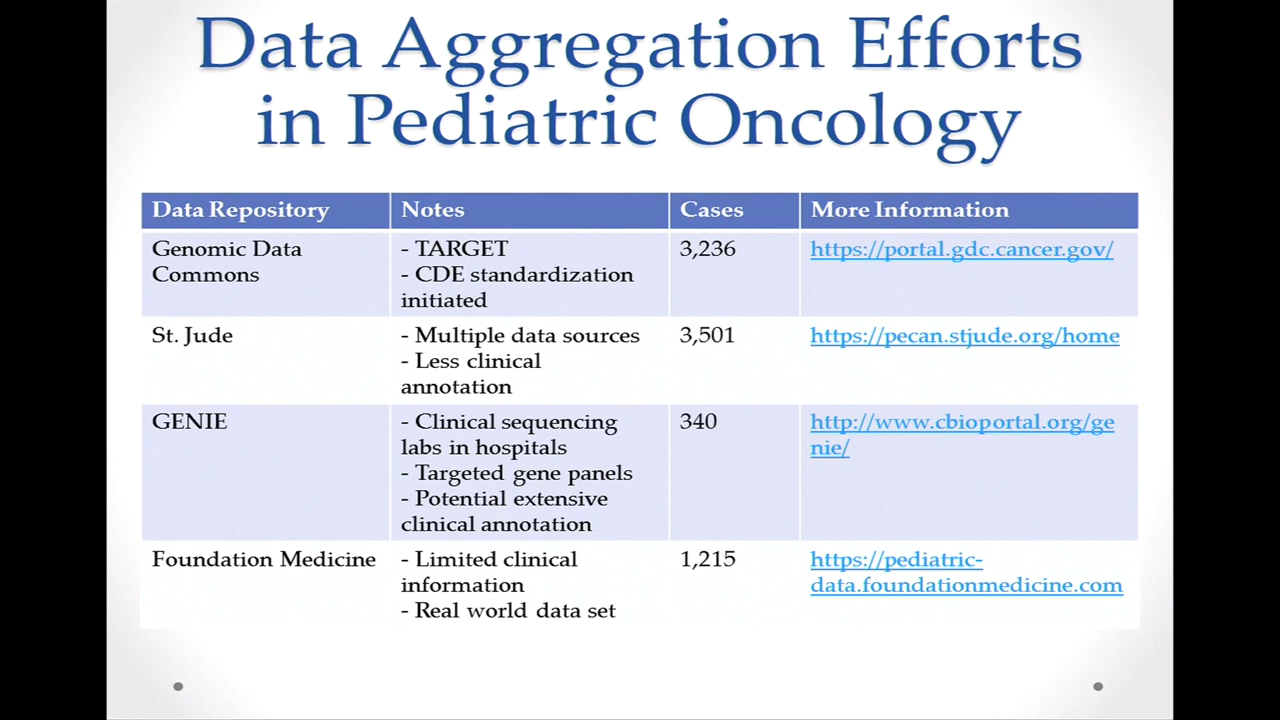 Data Aggregation Efforts
in Pediatric Oncology
Data Repository Notes Cases More Information
Genomic Data - TARGET 3,236 https://portal.gdc.cancer.gov/
Commons - CDE standardization
initiated
St. Jude - Multiple data sources 3,501 https://pecan.stjude.org/home
- Less clinical
annotation
GENIE - Clinical sequencing 340 http://www.cbioportal.org/ge
labs in hospitals nie/
- Targeted gene panels
- Potential extensive
clinical annotation
Foundation Medicine - Limited clinical 1,215 https://pediatric-
information data.foundationmedicine.com
- Real world data set